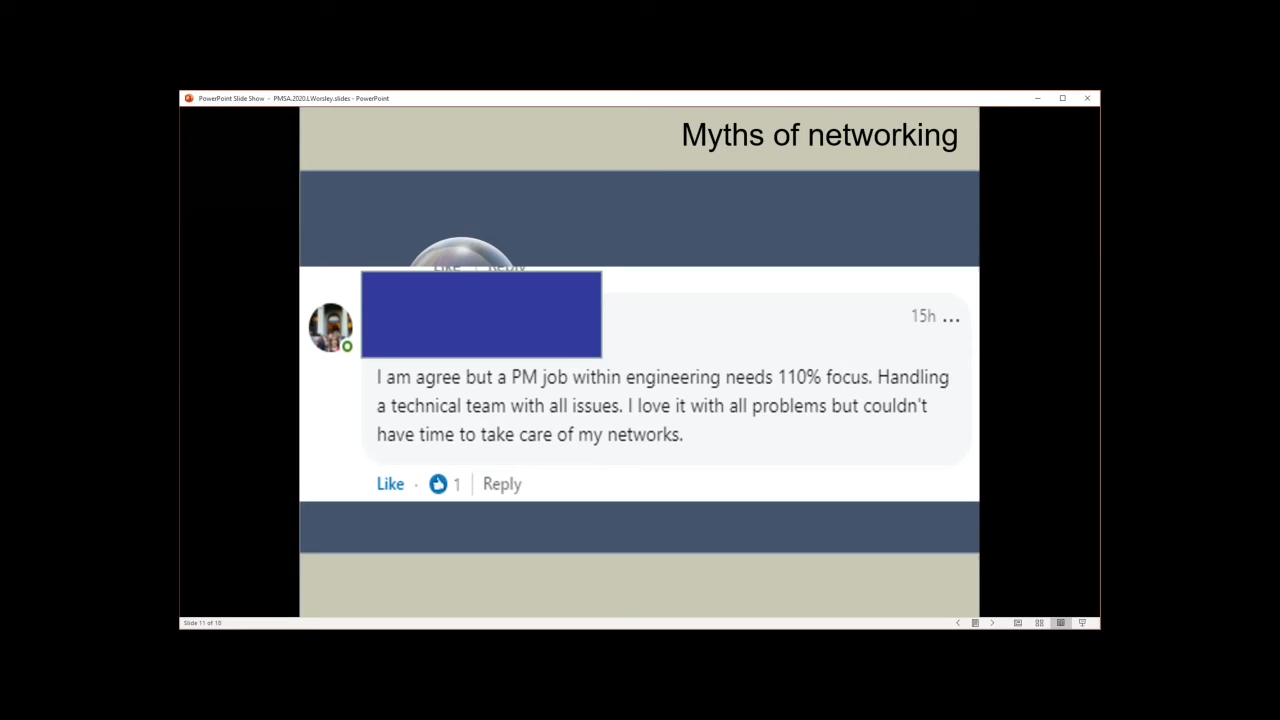 PowerPoint Slide Show - PMSA.2020.LWorsley.slides - PowerPoint
Myths of networking
Like Reply
15h ...
I am agree but a PM job within engineering needs 110% focus. Handling
a technical team with all issues. I love it with all problems but couldn't
have time to take care of my networks.
Like · 1 Reply
Slide 11 of 18